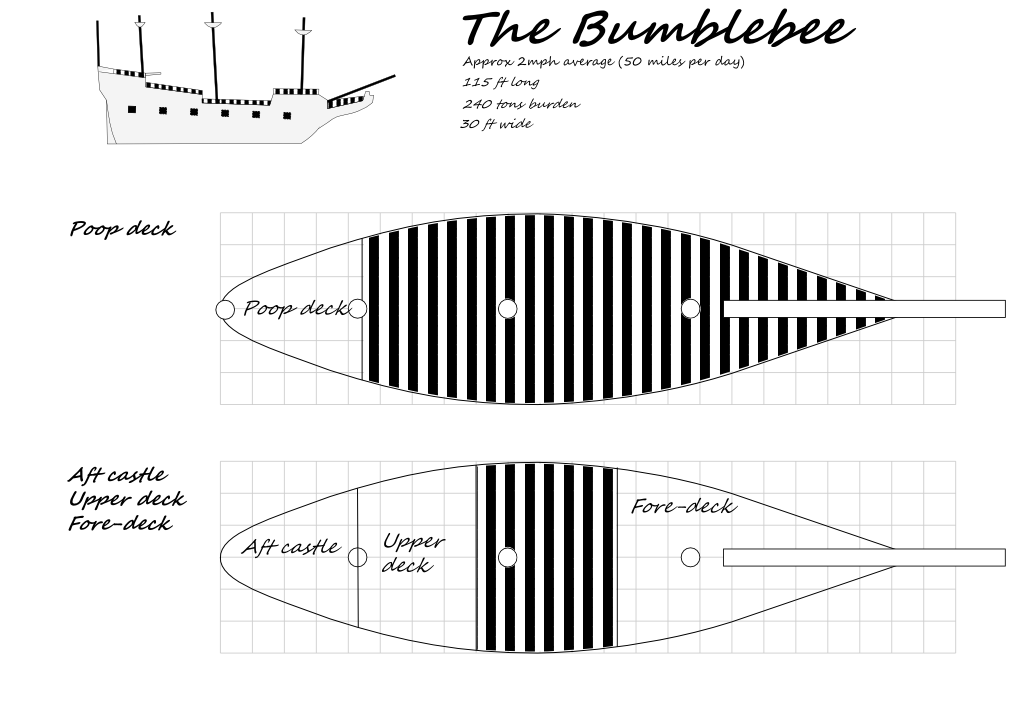 The Bumblebee
Approx 2mph average (50 miles per day)
115 ft long
240 tons burden
30 ft wide
Poop deck
Poop deck
Aft castle
Upper deck
Fore-deck
Aft castle
Upper
deck
Fore-deck